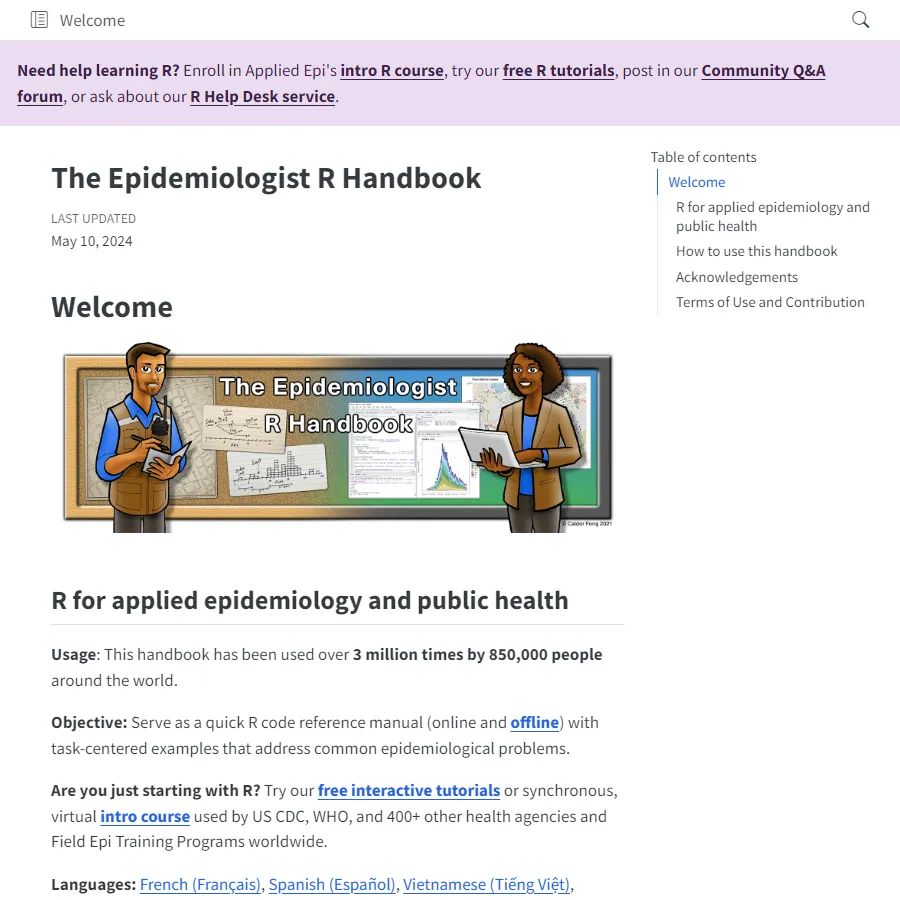 Welcome
Need help learning R? Enroll in Applied Epi's intro R course, try our free R tutorials, post in our Community Q&A
forum, or ask about our R Help Desk service.
The Epidemiologist R Handbook
LAST UPDATED
May 10, 2024
Table of contents
Welcome
R for applied epidemiology and
public health
How to use this handbook
Acknowledgements
Terms of Use and Contribution
Welcome
The Epidemiologist
R Handbook
© Calder Fong 2021
R for applied epidemiology and public health
Usage: This handbook has been used over 3 million times by 850,000 people
around the world.
Objective: Serve as a quick R code reference manual (online and offline) with
task-centered examples that address common epidemiological problems.
Are you just starting with R? Try our free interactive tutorials or synchronous,
virtual intro course used by US CDC, WHO, and 400+ other health agencies and
Field Epi Training Programs worldwide.
Languages: French (Français), Spanish (Español), Vietnamese (Tiếng Việt),